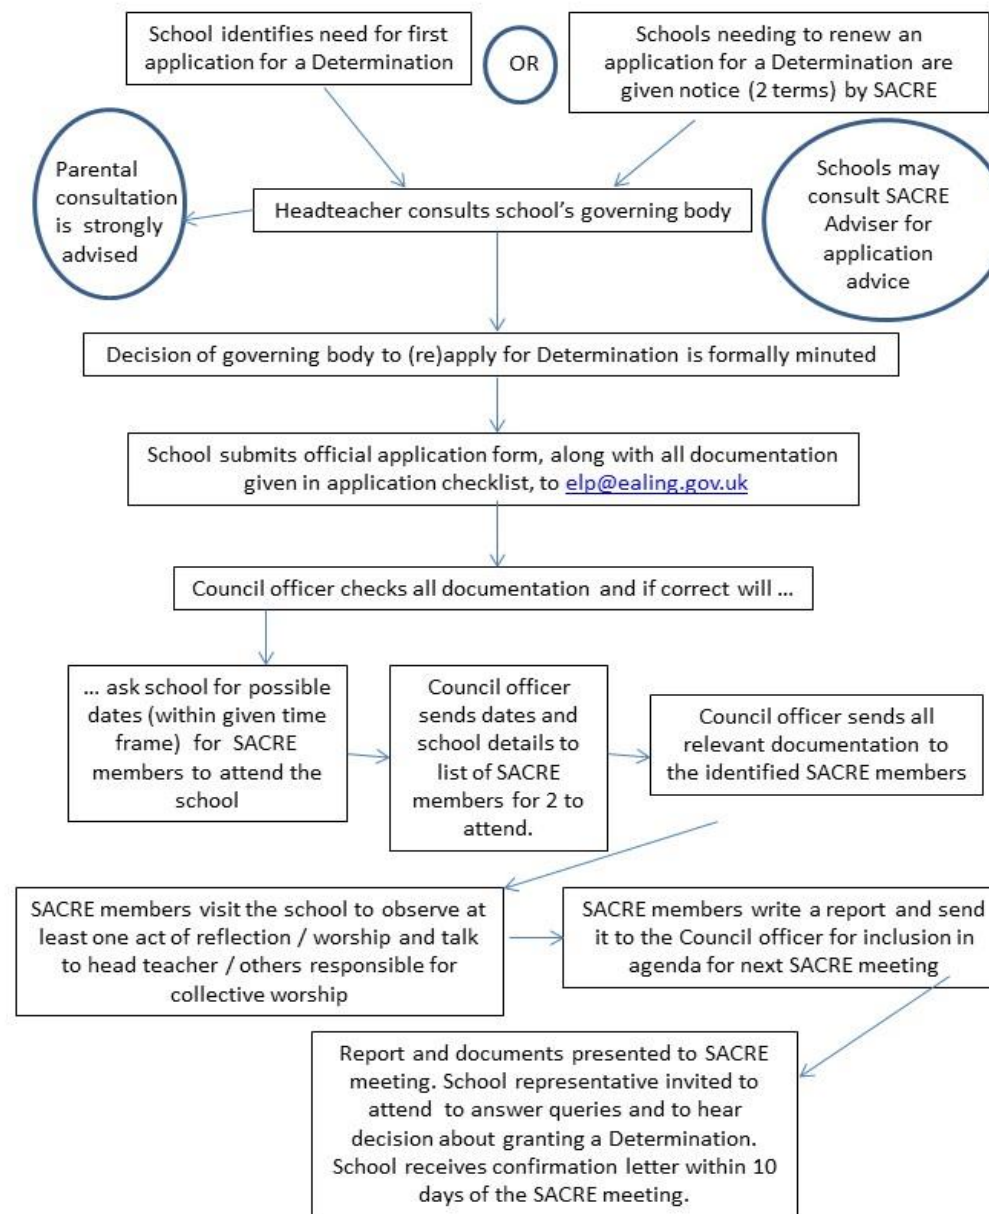 School identifies need for first
application for a Determination
OR
Schools needing to renew an
application for a Determination are
given notice (2 terms) by SACRE
Parental
consultation
is strongly
advised
Headteacher consults school's governing body
Schools may
consult SACRE
Adviser for
application
advice
Decision of governing body to (re)apply for Determination is formally minuted
School submits official application form, along with all documentation
given in application checklist, to elp@ealing.gov.uk
Council officer checks all documentation and if correct will ...
... ask school for possible
dates (within given time
frame) for SACRE
members to attend the
school
Council officer
sends dates and
school details to
list of SACRE
members for 2 to
attend.
Council officer sends all
relevant documentation to
the identified SACRE members
SACRE members visit the school to observe at
least one act of reflection / worship and talk
to head teacher / others responsible for
collective worship
SACRE members write a report and send
it to the Council officer for inclusion in
agenda for next SACRE meeting
Report and documents presented to SACRE
meeting. School representative invited to
attend to answer queries and to hear
decision about granting a Determination.
School receives confirmation letter within 10
days of the SACRE meeting.